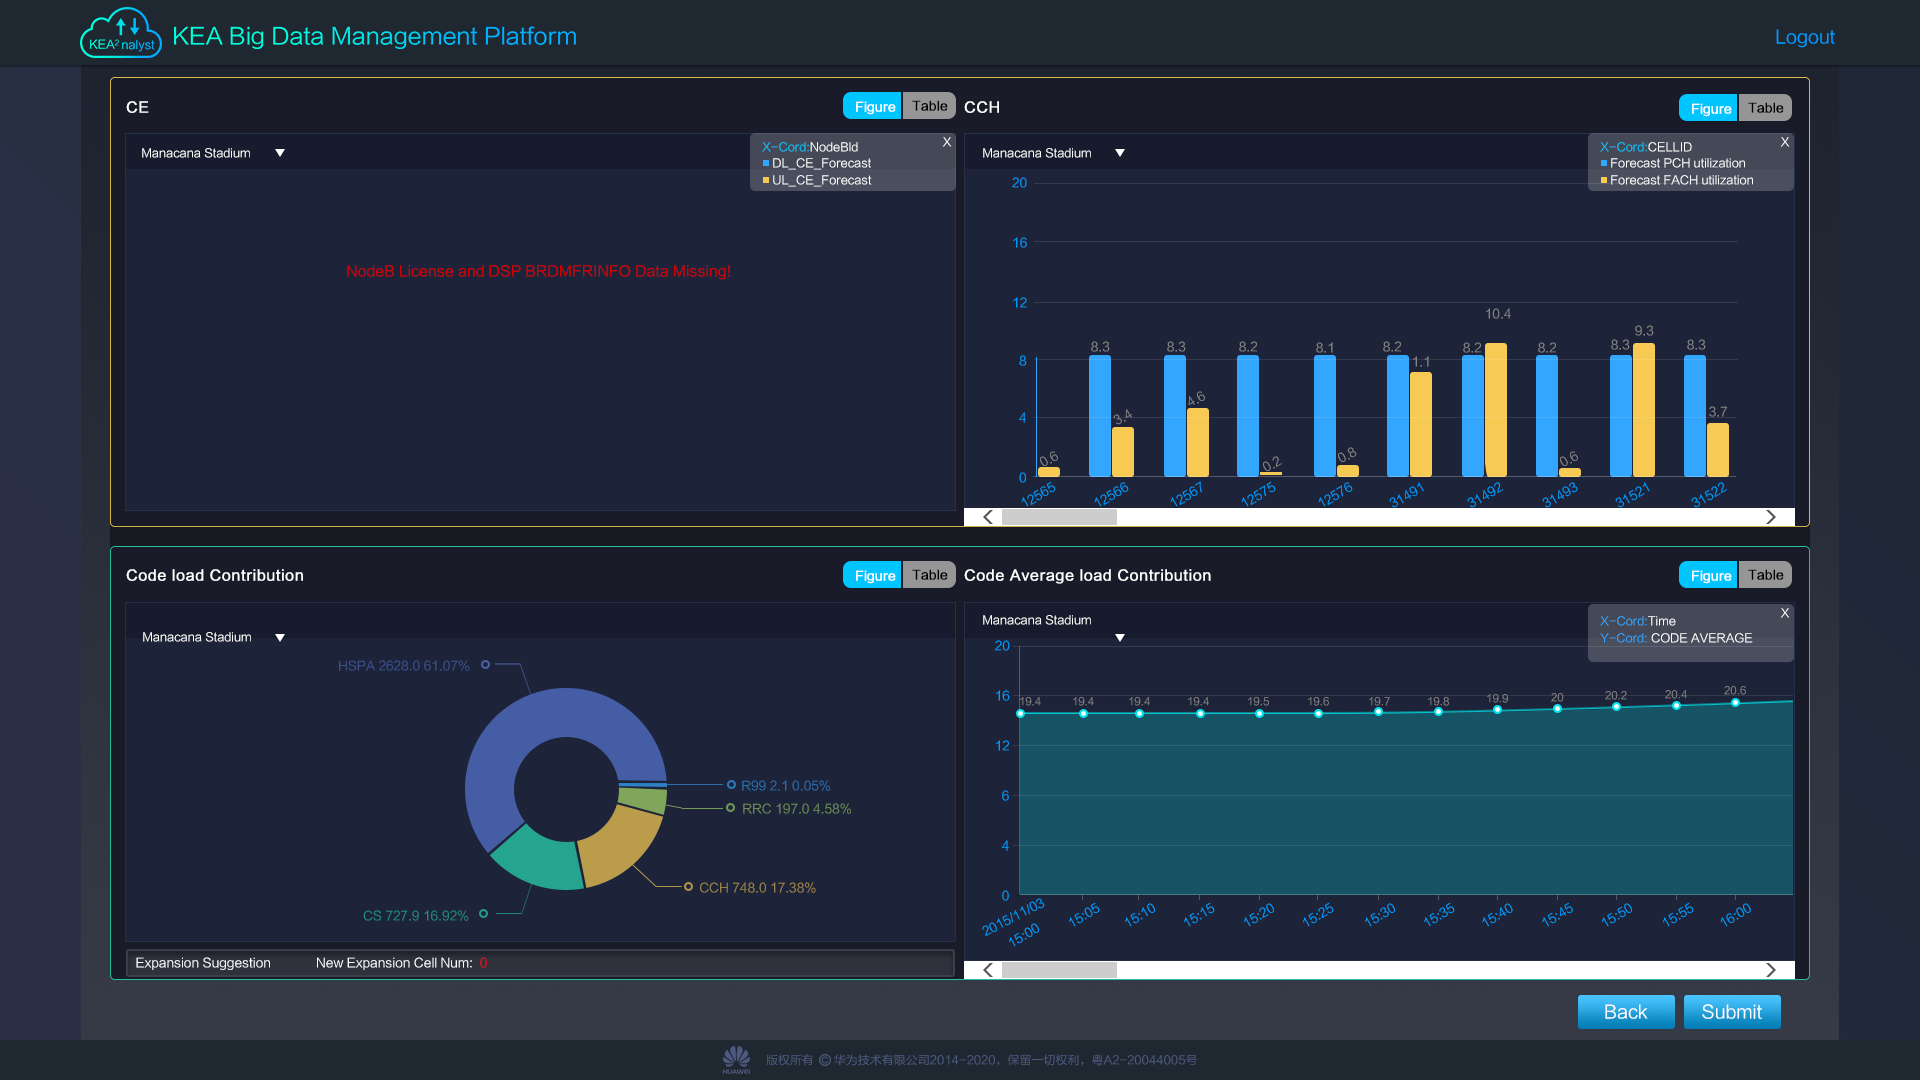 KEA²nalyst
KEA Big Data Management Platform
Logout
CE
Figure
Table
Manacana Stadium
X-Cord:NodeBld
X
DL_CE_Forecast
UL_CE_Forecast
NodeB License and DSP BRDMFRINFO Data Missing!
CCH
Figure
Table
Manacana Stadium
X-Cord:CELLID
X
Forecast PCH utilization
Forecast FACH utilization
20
16
12
8
4
0
0.6
8.3
3.4
8.3
4.6
8.2
0.2
8.1
0.8
8.2
1.1
8.2
10.4
8.2
0.6
8.3
9.3
8.3
3.7
12565
12566
12567
12575
12576
31491
31492
31493
31521
31522
Code load Contribution
Figure
Table
Manacana Stadium
HSPA 2628.0 61.07%
R99 2.1 0.05%
RRC 197.0 4.58%
CCH 748.0 17.38%
CS 727.9 16.92%
Expansion Suggestion
New Expansion Cell Num: 0
Code Average load Contribution
Figure
Table
Manacana Stadium
X-Cord:Time
X
Y-Cord: CODE AVERAGE
20
16
12
6
4
0
19.4
19.4
19.4
19.4
19.5
19.6
19.7
19.8
19.9
20
20.2
20.4
20.6
2015/11/03
15:00
15:05
15:10
15:15
15:20
15:25
15:30
15:35
15:40
15:45
15:50
15:55
16:00
Back
Submit
HUAWEI
版权所有 ©华为技术有限公司2014-2020，保留一切权利，粤A2-20044005号